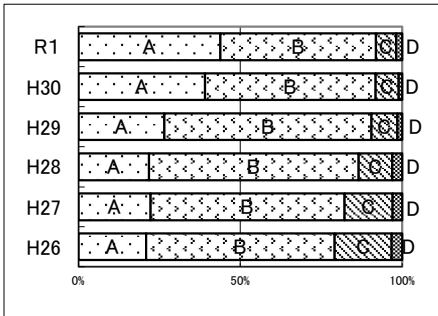 R1 A B C D
H30 A B C D
H29 A B C D
H28 A B C D
H27 A B C D
H26 A B C D
0% 50% 100%